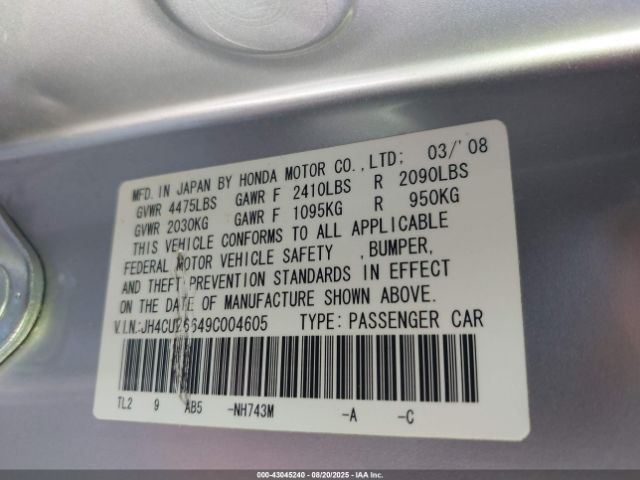 MFD. IN JAPAN BY HONDA MOTOR CO.,LTD; 03/'08
GVWR 4475LBS GAWR F 2410LBS R 2090LBS
GVWR 2030KG GAWR F 1095KG R 950KG
THIS VEHICLE CONFORMS TO ALL APPLICABLE
FEDERAL MOTOR VEHICLE SAFETY , BUMPER,
AND THEFT PREVENTION STANDARDS IN EFFECT
ON THE DATE OF MANUFACTURE SHOWN ABOVE.
V.I.N:JH4CU26649C004605 TYPE: PASSENGER CAR
TL2 9 AB5 -NH743M -A -C
000-43045240 - 08/20/2025 - IAA Inc.